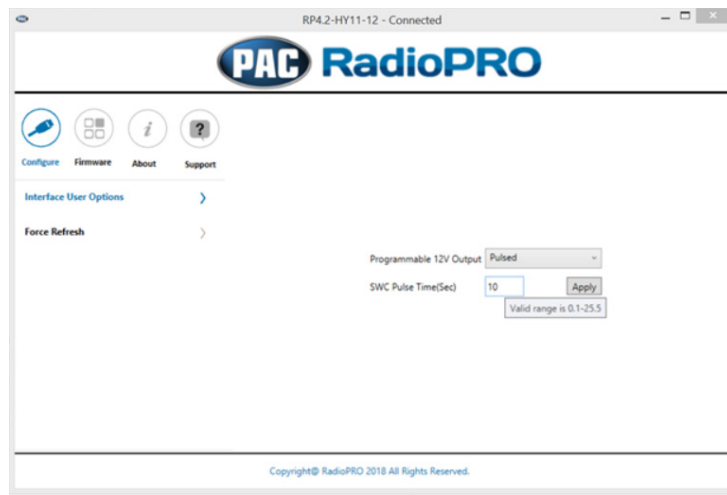 RP4.2-HY11-12 - Connected
PAC RadioPRO
Configure Firmware About Support
Interface User Options
Force Refresh
Programmable 12V Output Pulsed
SWC Pulse Time(Sec) 10 Apply
Valid range is 0.1-25.5
Copyright@ RadioPRO 2018 All Rights Reserved.